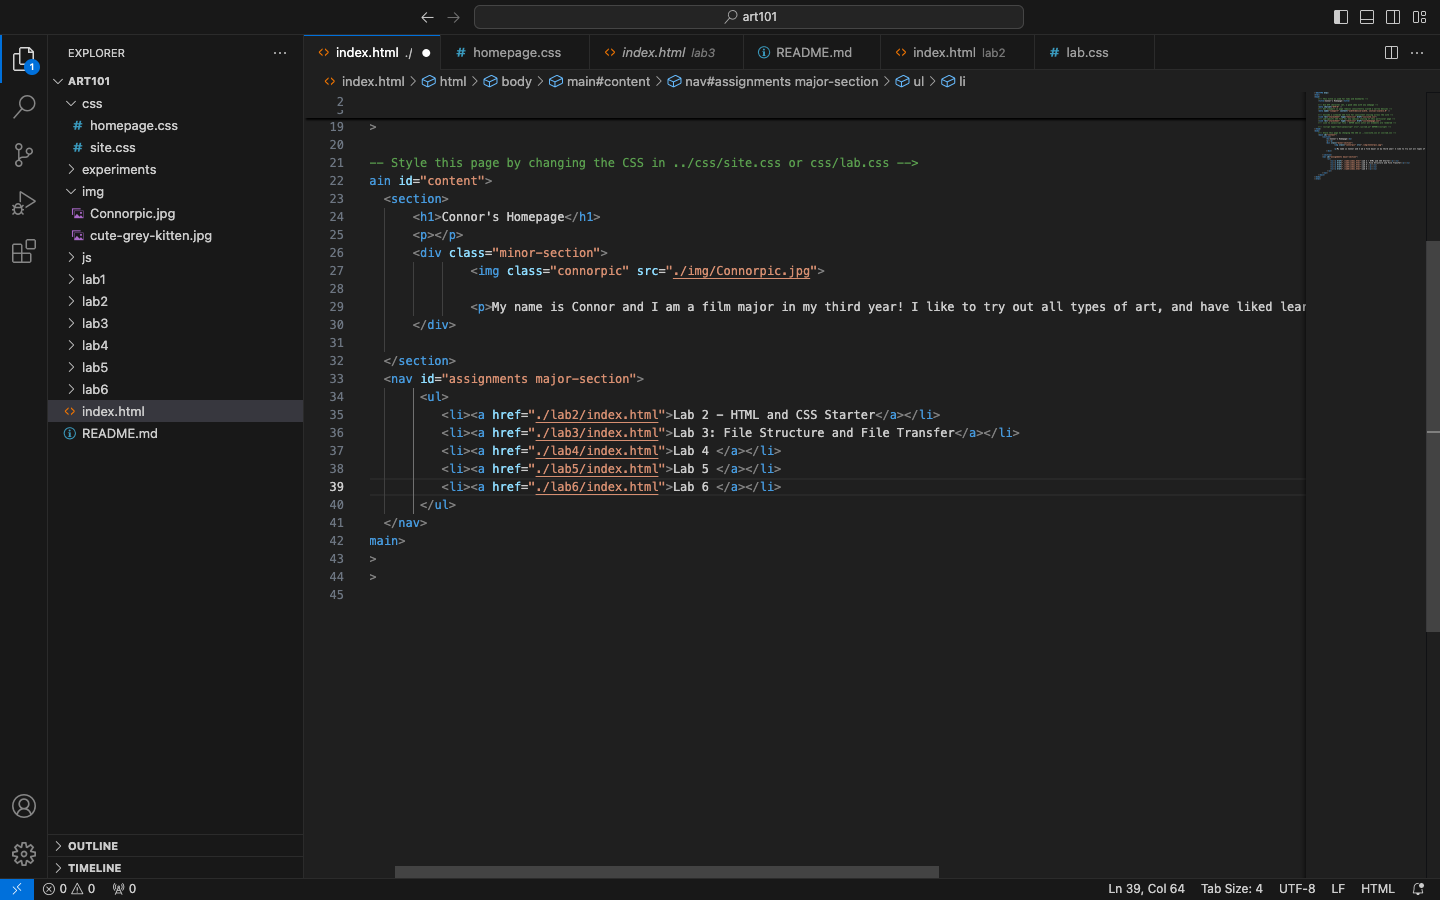 art101
EXPLORER
index.html ./
homepage.css
index.html lab3
README.md
index.html lab2
lab.css
1
ART101
css
homepage.css
site.css
experiments
img
Connorpic.jpg
cute-grey-kitten.jpg
js
lab1
lab2
lab3
lab4
lab5
lab6
index.html
README.md
OUTLINE
TIMELINE
index.html > html > body > main#content > nav#assignments major-section > ul > li
2
19 >
20
21 -- Style this page by changing the CSS in ../css/site.css or css/lab.css -->
22 ain id="content">
23 <section>
24 <h1>Connor's Homepage</h1>
25 <p></p>
26 <div class="minor-section">
27 <img class="connorpic" src="./img/Connorpic.jpg">
28
29 <p>My name is Connor and I am a film major in my third year! I like to try out all types of art, and have liked lear
30 </div>
31
32 </section>
33 <nav id="assignments major-section">
34 <ul>
35 <li><a href="./lab2/index.html">Lab 2 - HTML and CSS Starter</a></li>
36 <li><a href="./lab3/index.html">Lab 3: File Structure and File Transfer</a></li>
37 <li><a href="./lab4/index.html">Lab 4 </a></li>
38 <li><a href="./lab5/index.html">Lab 5 </a></li>
39 <li><a href="./lab6/index.html">Lab 6 </a></li>
40 </ul>
41 </nav>
42 main>
43 >
44 >
45
0 0 0
Ln 39, Col 64 Tab Size: 4 UTF-8 LF HTML